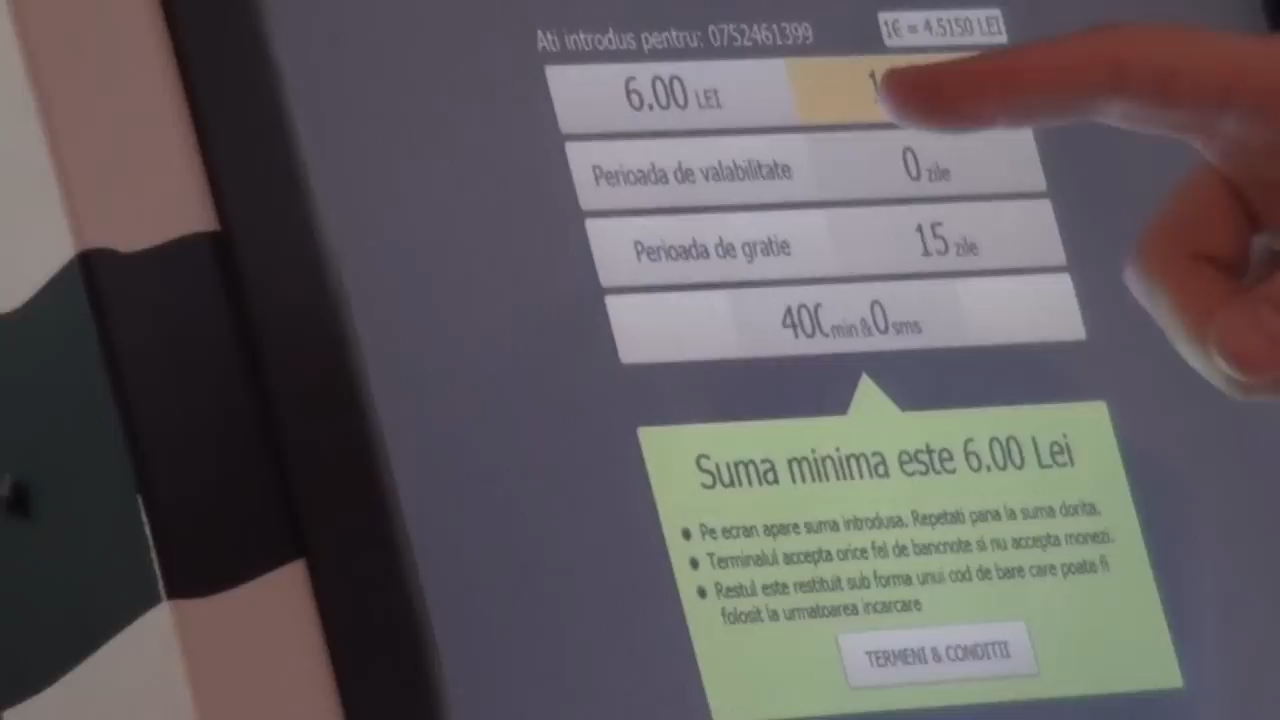 Ati introdus pentru: 0752461399
1€ = 4.5150 LEI
6.00 LEI
Perioada de valabilitate 0 zile
Perioada de gratie 15 zile
400 min & 0 sms
Suma minima este 6.00 Lei
• Pe ecran apare suma introdusa. Repetati pana la suma dorita.
• Terminalul accepta orice fel de bancnote si nu accepta monezi.
• Restul este restituit sub forma unui cod de bare care poate fi
folosit la urmatoarea incarcare
TERMENI & CONDITII